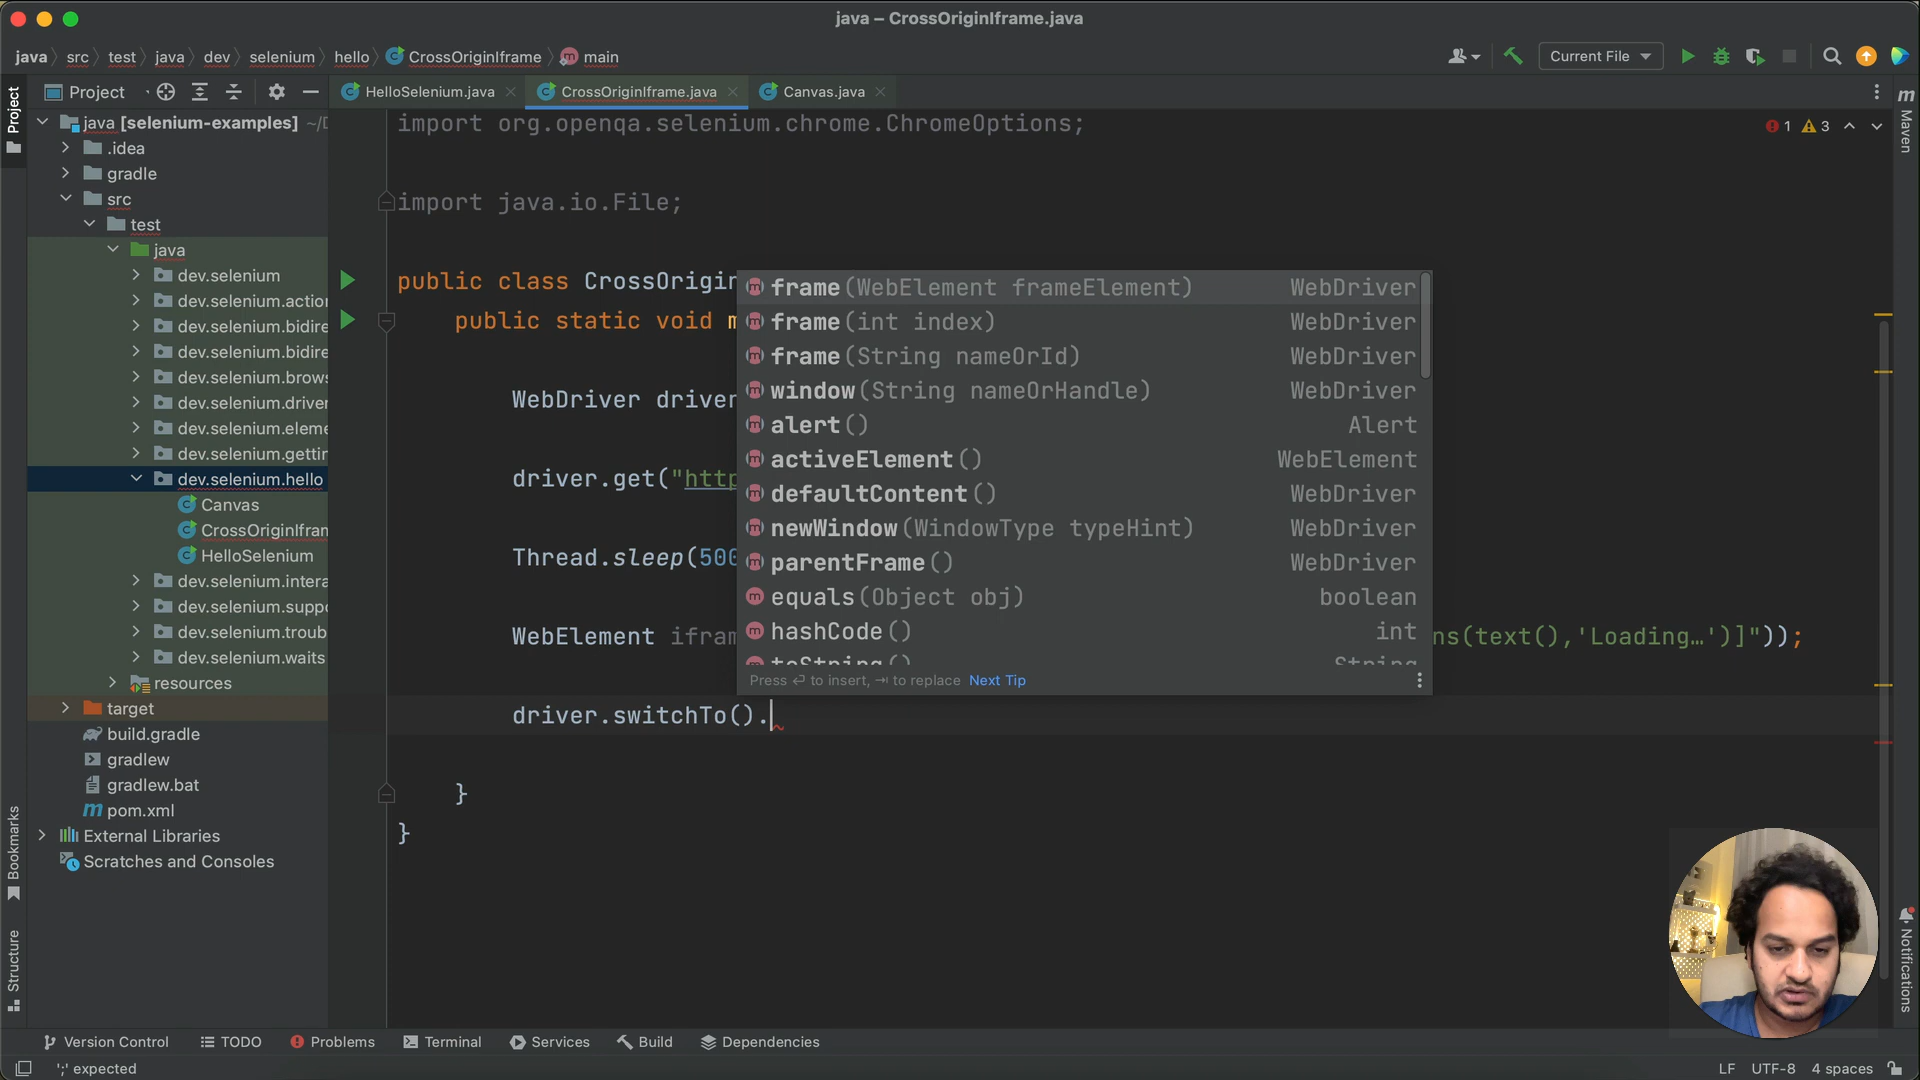 java – CrossOriginIframe.java
java src test java dev selenium hello CrossOriginIframe main
Current File
Project
HelloSelenium.java
CrossOriginIframe.java
Canvas.java
Project
java [selenium-examples] ~/D
.idea
gradle
src
test
java
dev.selenium
dev.selenium.action
dev.selenium.bidire
dev.selenium.bidire
dev.selenium.brows
dev.selenium.driver
dev.selenium.eleme
dev.selenium.gettin
dev.selenium.hello
Canvas
CrossOriginIfram
HelloSelenium
dev.selenium.intera
dev.selenium.suppo
dev.selenium.troub
dev.selenium.waits
resources
target
build.gradle
gradlew
gradlew.bat
pom.xml
External Libraries
Scratches and Consoles
Bookmarks
Structure
import org.openqa.selenium.chrome.ChromeOptions;
1 3
import java.io.File;
public class CrossOrigin
public static void m
WebDriver driver
driver.get("http
Thread.sleep(500
WebElement ifram
ns(text(),'Loading…')]"));
driver.switchTo().
}
}
frame(WebElement frameElement) WebDriver
frame(int index) WebDriver
frame(String nameOrId) WebDriver
window(String nameOrHandle) WebDriver
alert() Alert
activeElement() WebElement
defaultContent() WebDriver
newWindow(WindowType typeHint) WebDriver
parentFrame() WebDriver
equals(Object obj) boolean
hashCode() int
toString() String
Press ↩ to insert, ⇥ to replace Next Tip
m Maven
Notifications
Version Control
TODO
Problems
Terminal
Services
Build
Dependencies
';' expected
LF UTF-8 4 spaces